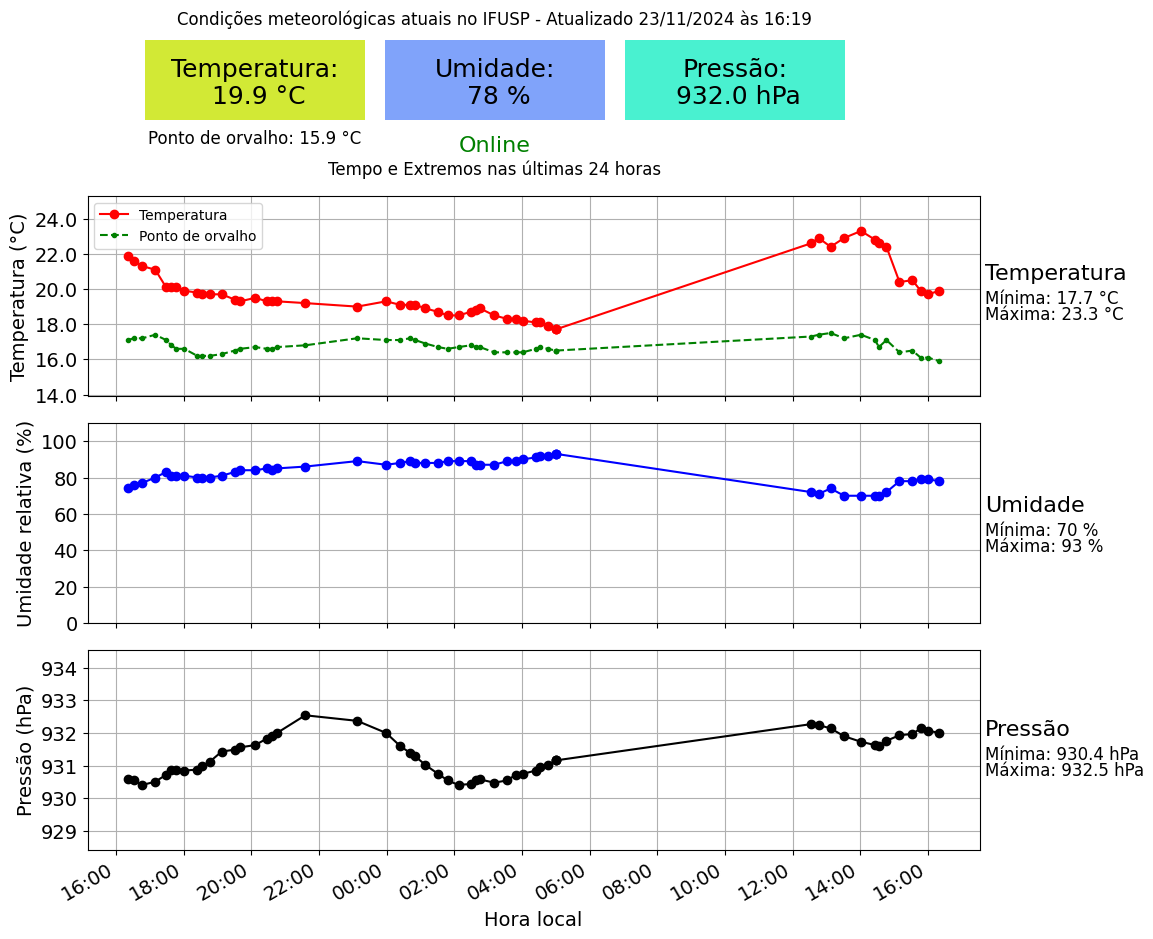 Condições meteorológicas atuais no IFUSP - Atualizado 23/11/2024 às 16:19
Temperatura:
19.9 °C
Umidade:
78 %
Pressão:
932.0 hPa
Ponto de orvalho: 15.9 °C
Online
Tempo e Extremos nas últimas 24 horas
Temperatura (°C)
24.0
22.0
20.0
18.0
16.0
14.0
Temperatura
Ponto de orvalho
Temperatura
Mínima: 17.7 °C
Máxima: 23.3 °C
Umidade relativa (%)
100
80
60
40
20
0
Umidade
Mínima: 70 %
Máxima: 93 %
Pressão (hPa)
934
933
932
931
930
929
Pressão
Mínima: 930.4 hPa
Máxima: 932.5 hPa
16:00 18:00 20:00 22:00 00:00 02:00 04:00 06:00 08:00 10:00 12:00 14:00 16:00
Hora local